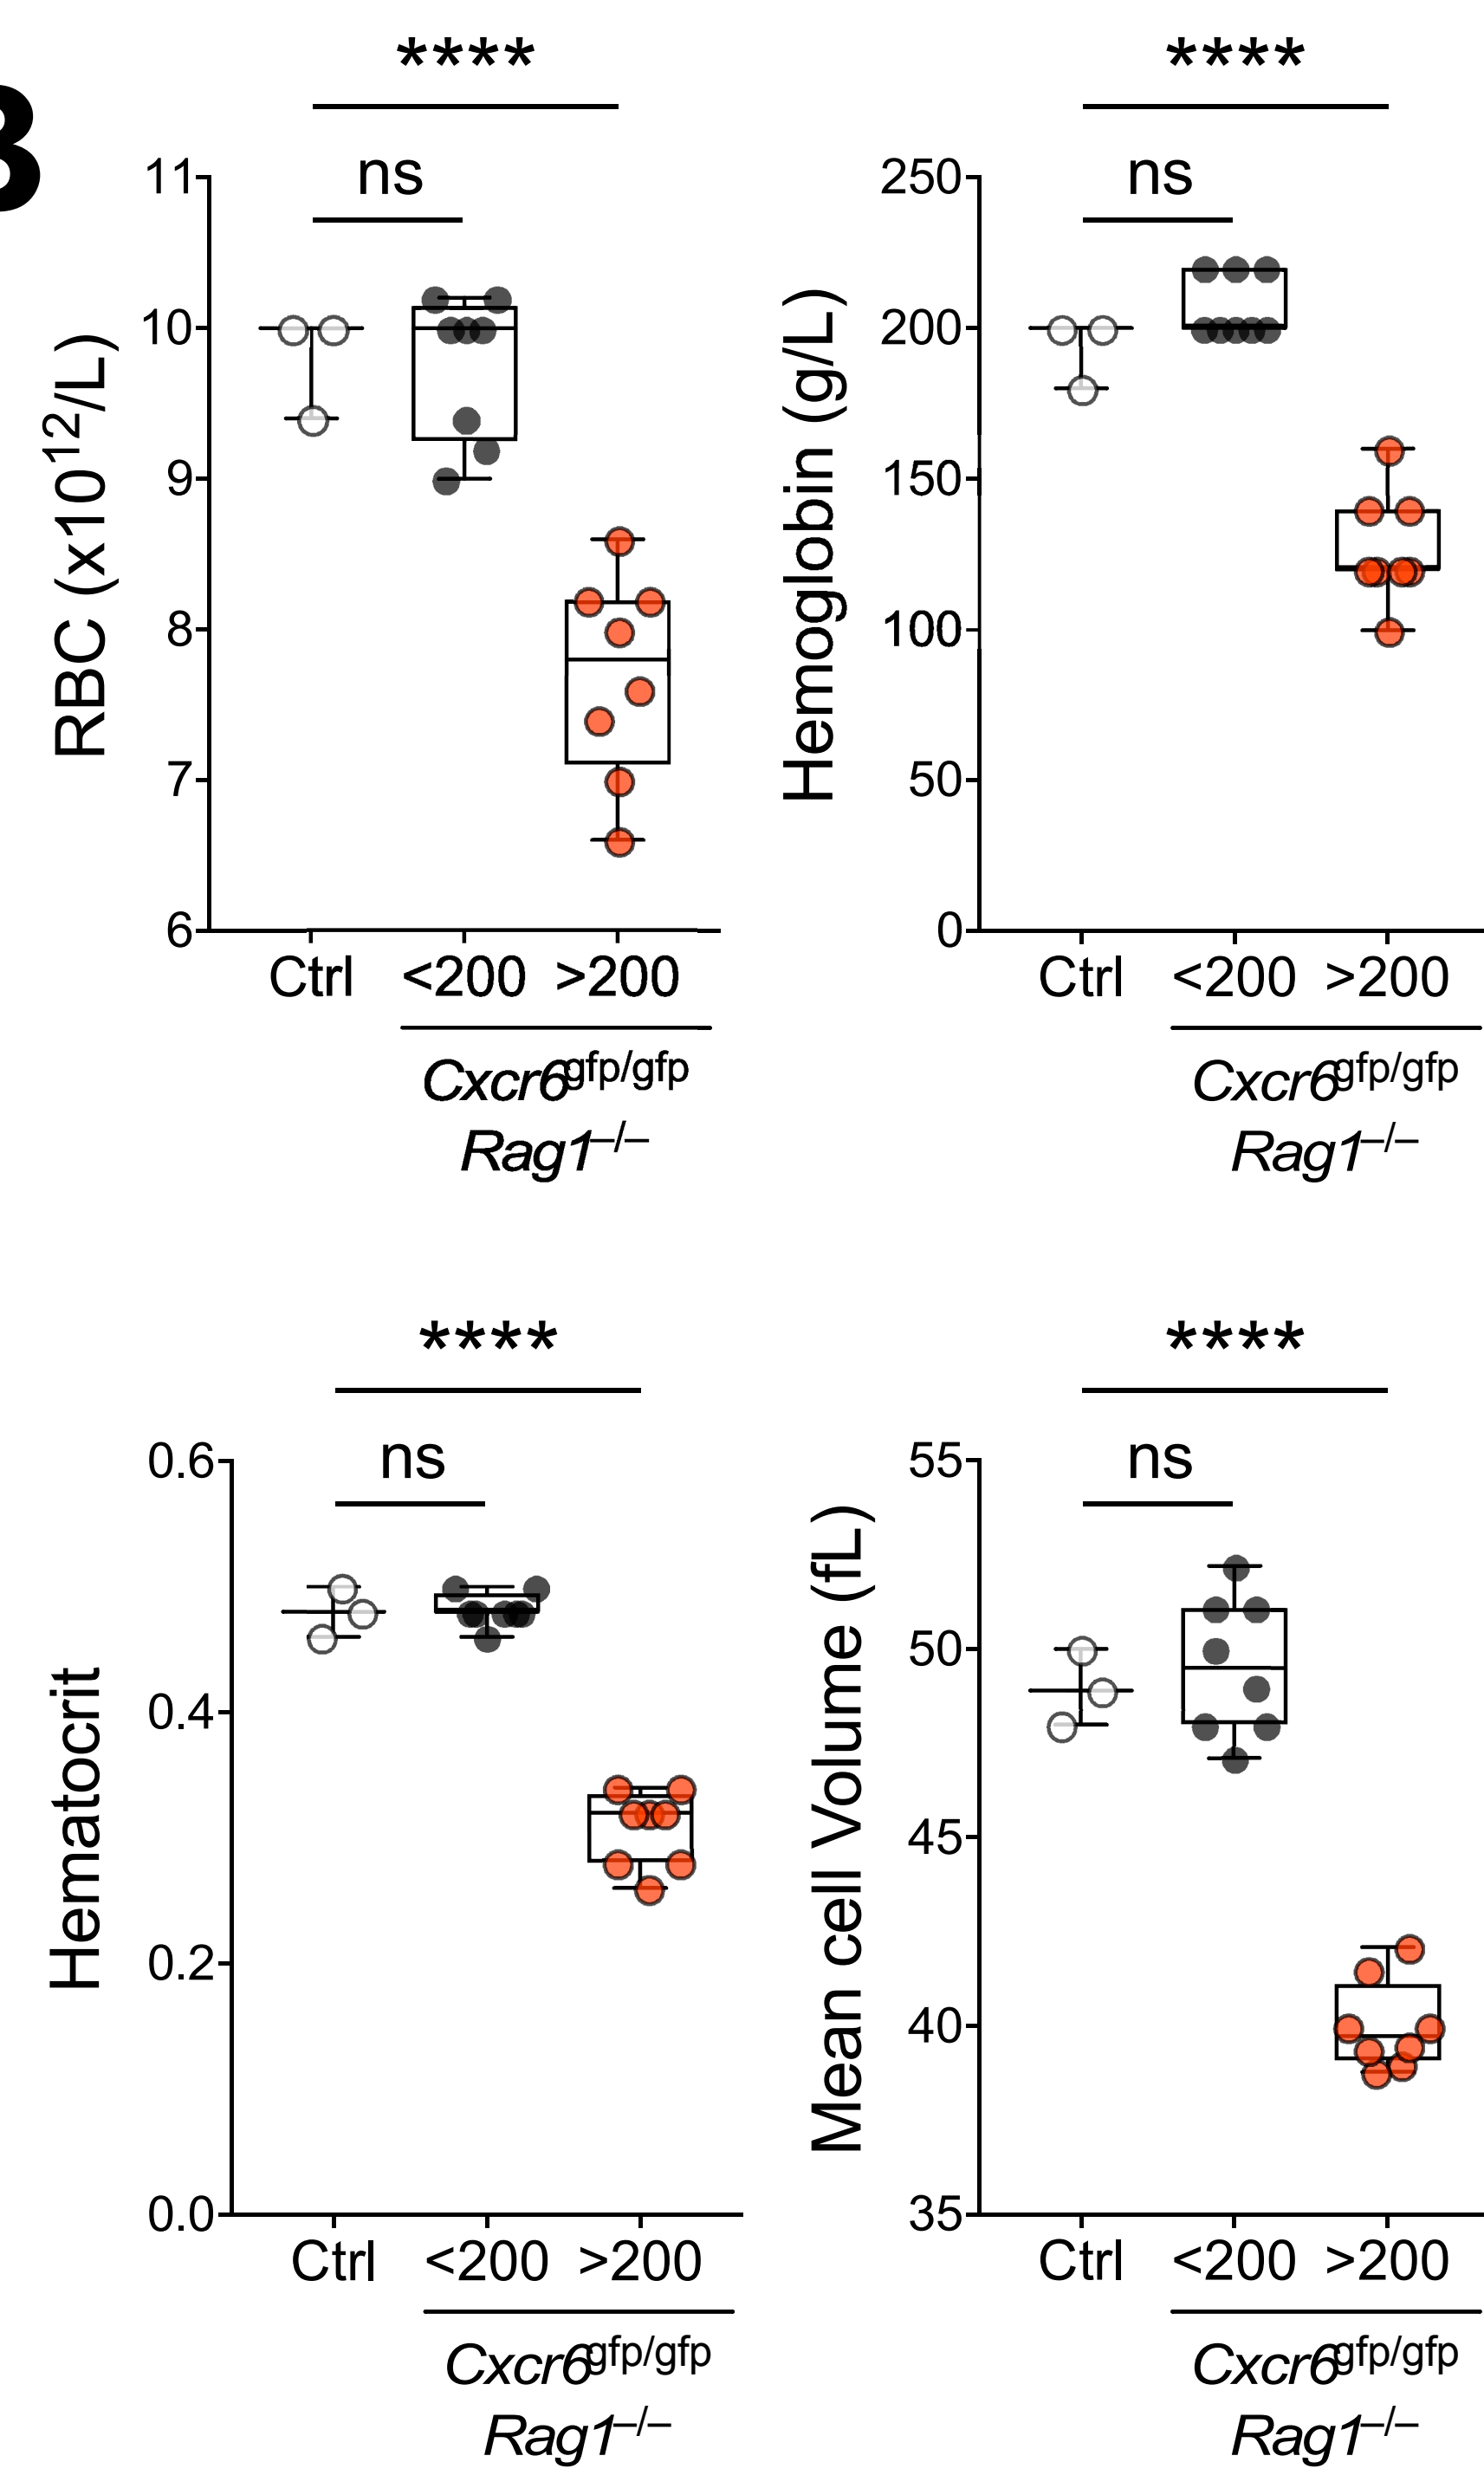 B
****
ns
11
10
9
8
7
6
RBC (x10¹²/L)
Ctrl <200 >200
Cxcr6gfp/gfp
Rag1–/–
****
ns
250
200
150
100
50
0
Hemoglobin (g/L)
Ctrl <200 >200
Cxcr6gfp/gfp
Rag1–/–
****
ns
0.6
0.4
0.2
0.0
Hematocrit
Ctrl <200 >200
Cxcr6gfp/gfp
Rag1–/–
****
ns
55
50
45
40
35
Mean cell Volume (fL)
Ctrl <200 >200
Cxcr6gfp/gfp
Rag1–/–